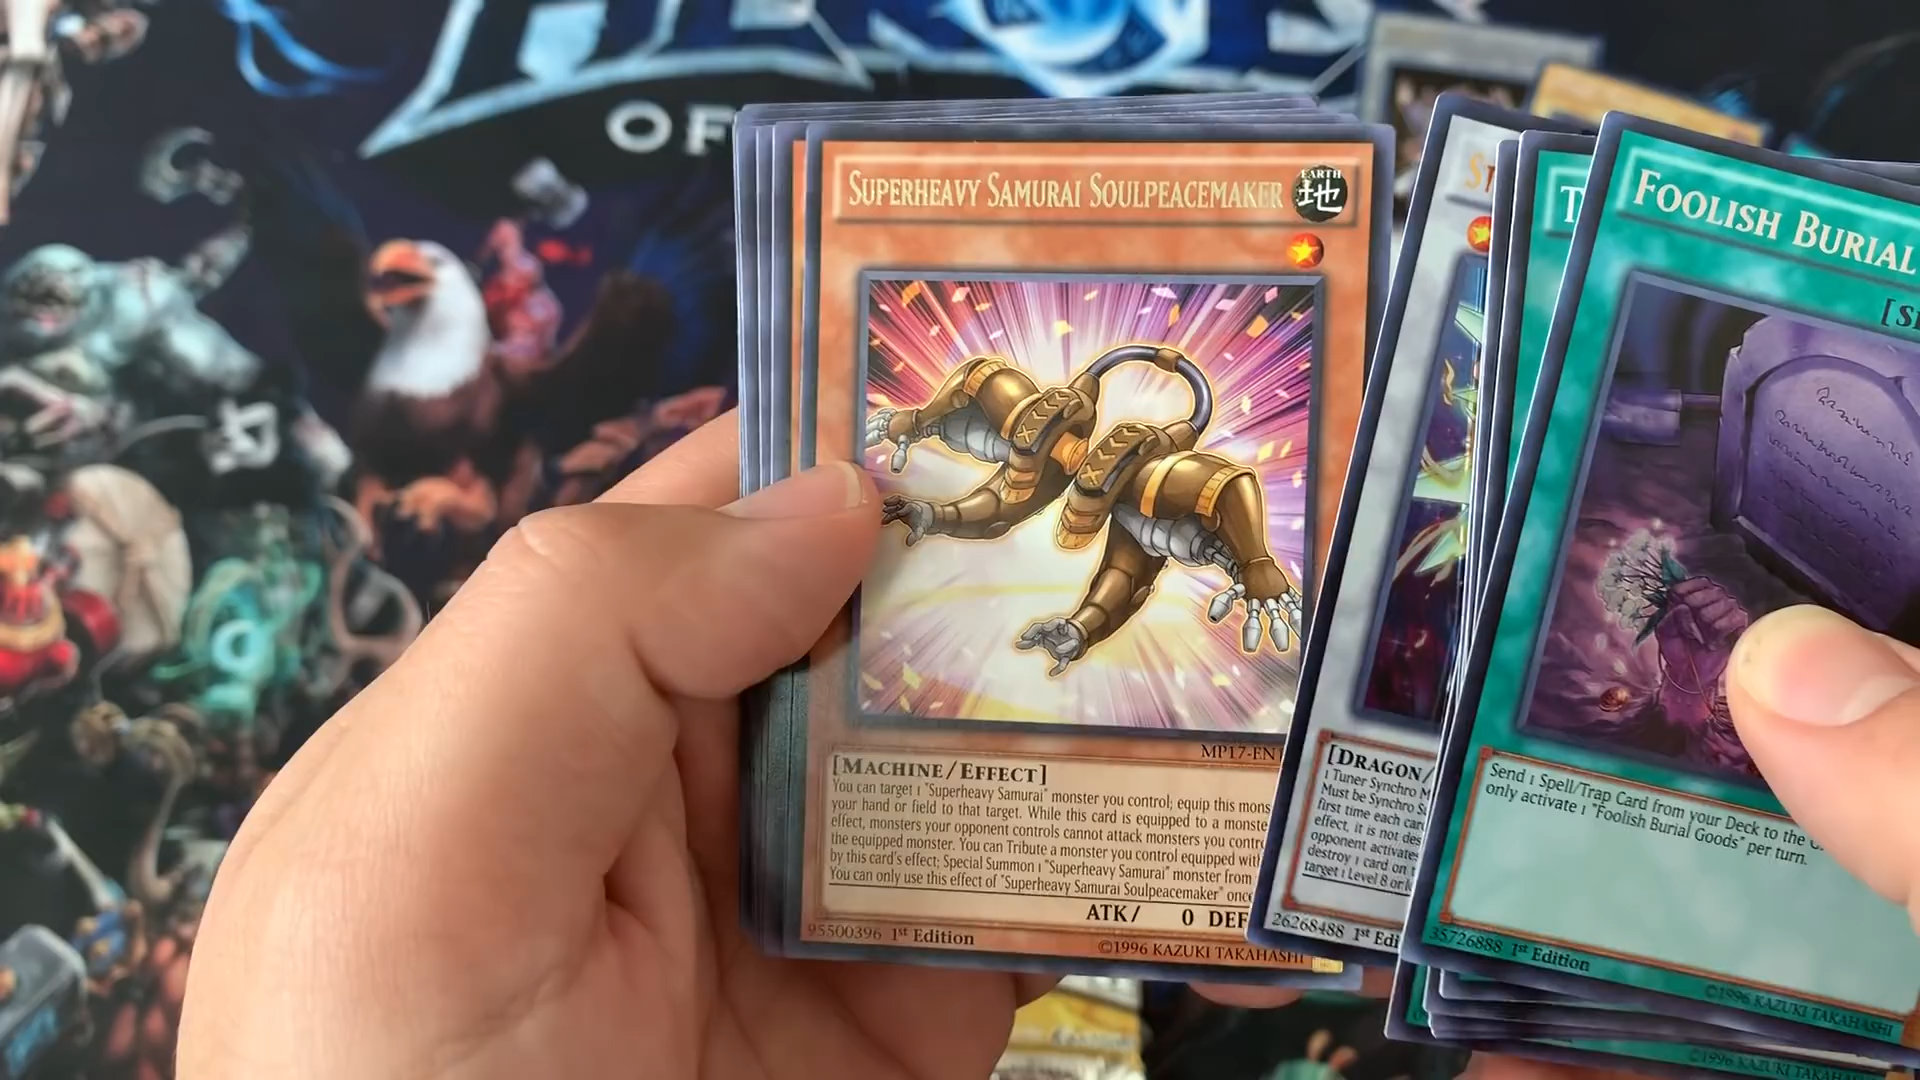 OF
SUPERHEAVY SAMURAI SOULPEACEMAKER
EARTH
地
MP17-EN
[MACHINE/EFFECT]
You can target 1 "Superheavy Samurai" monster you control; equip this mons
your hand or field to that target. While this card is equipped to a monste
effect, monsters your opponent controls cannot attack monsters you contro
the equipped monster. You can Tribute a monster you control equipped with
by this card's effect; Special Summon 1 "Superheavy Samurai" monster from
You can only use this effect of "Superheavy Samurai Soulpeacemaker" once
ATK/ 0 DEF
95500396 1st Edition
©1996 KAZUKI TAKAHASHI
ST
[DRAGON/
1 Tuner Synchro M
Must be Synchro Su
first time each card
effect, it is not des
opponent activates
destroy 1 card on t
target 1 Level 8 or l
26268488 1st Edi
T
FOOLISH BURIAL
[S
Send 1 Spell/Trap Card from your Deck to the G
only activate 1 "Foolish Burial Goods" per turn.
35726888 1st Edition
©1996 KAZUKI TAKAHASHI
©1996 KAZUKI TAKAHASHI